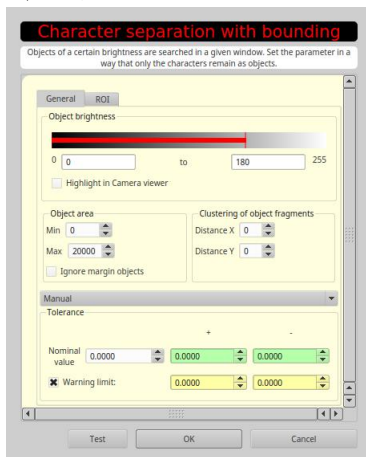 Character separation with bounding
Objects of a certain brightness are searched in a given window. Set the parameter in a
way that only the characters remain as objects.
General ROI
Object brightness
0 0 to 180 255
Highlight in Camera viewer
Object area Clustering of object fragments
Min 0 Distance X 0
Max 20000 Distance Y 0
Ignore margin objects
Manual
Tolerance
+ -
Nominal
value 0.0000 0.0000 0.0000
Warning limit: 0.0000 0.0000
Test OK Cancel